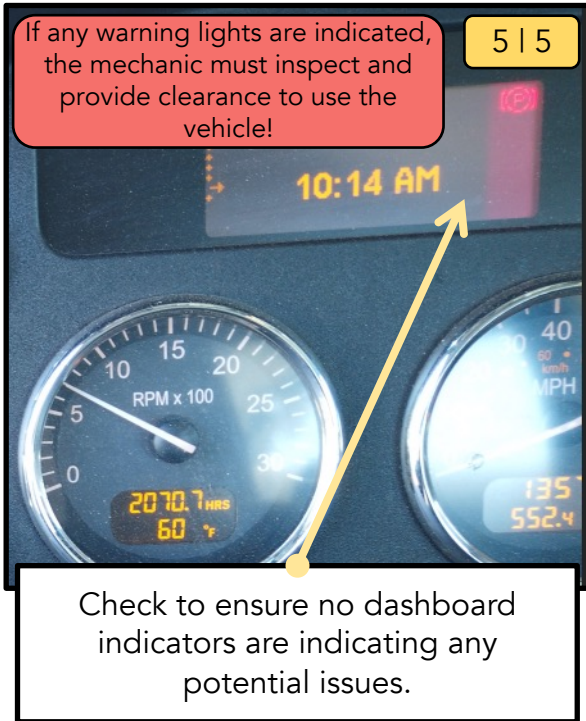 If any warning lights are indicated,
the mechanic must inspect and
provide clearance to use the
vehicle!
5 | 5
(P)
10:14 AM
0
5
10
15
20
25
30
RPM x 100
2070.7 HRS
60 °F
40
60
km/h
MPH
135
552.4
Check to ensure no dashboard
indicators are indicating any
potential issues.